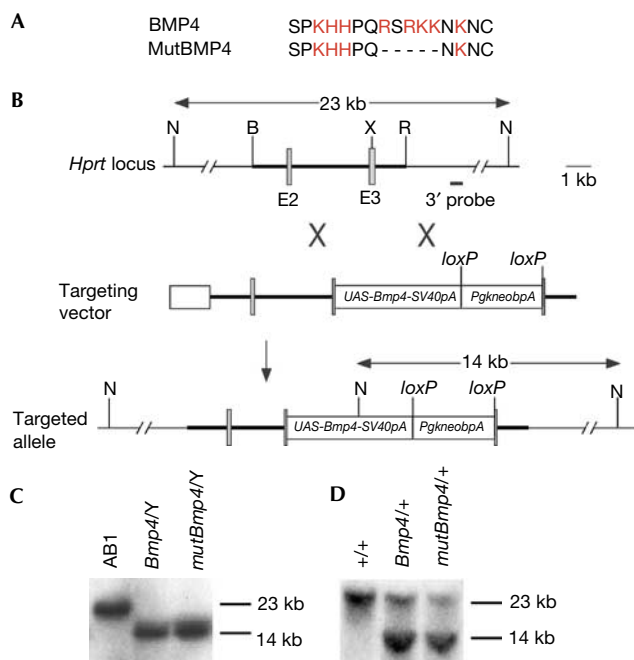 A
BMP4 SPKHHPQRSRKKNKNC
MutBMP4 SPKHHPQ-----NKNC
B
23 kb
N B X R N
Hprt locus
E2 E3 3′ probe 1 kb
X X
loxP loxP
Targeting vector
UAS-Bmp4-SV40pA PgkneobpA
14 kb
N N loxP loxP N
Targeted allele
UAS-Bmp4-SV40pA PgkneobpA
C
AB1 Bmp4/Y mutBmp4/Y
23 kb
14 kb
D
+/+ Bmp4/+ mutBmp4/+
23 kb
14 kb